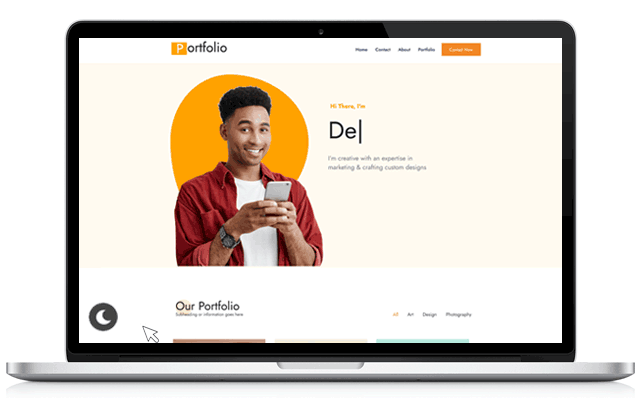 Portfolio
Home Contact About Portfolio Contact Now
Hi There, I'm
De|
I'm creative with an expertise in
marketing & crafting custom designs
Our Portfolio
Subheading or information goes here
All Art Design Photography